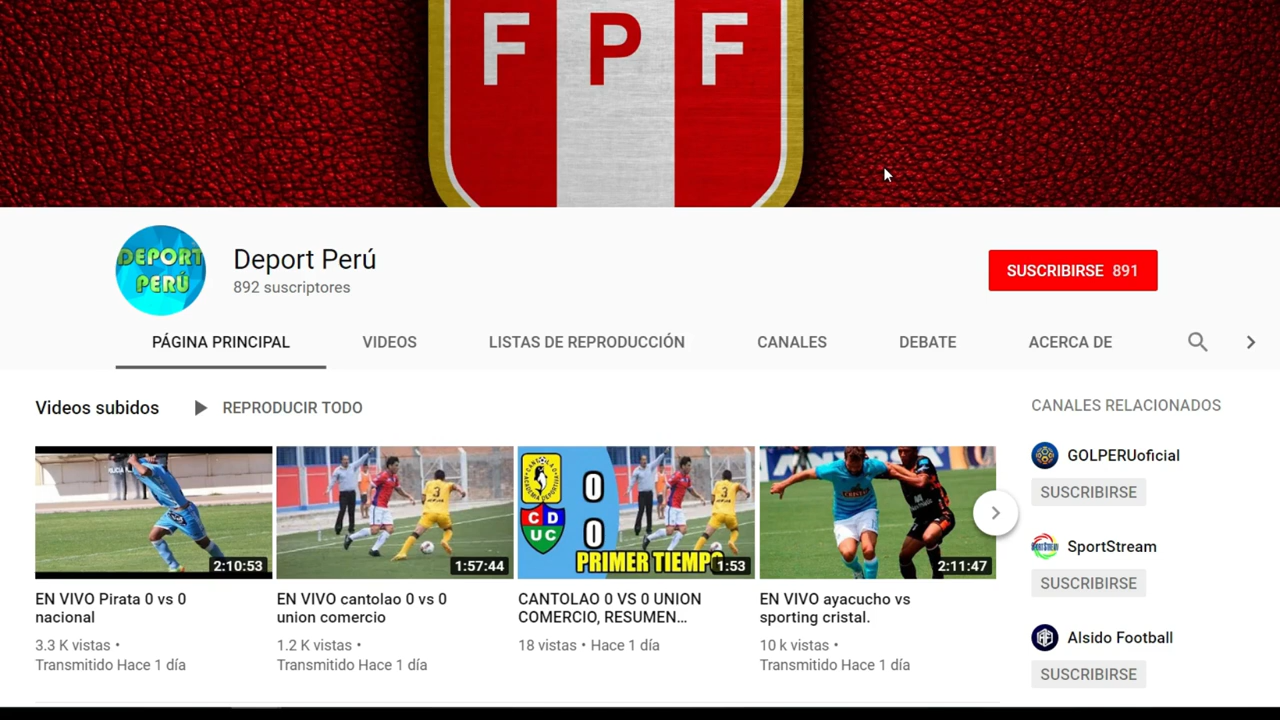 F P F
DEPORT
PERÚ
Deport Perú
892 suscriptores
SUSCRIBIRSE 891
PÁGINA PRINCIPAL
VIDEOS
LISTAS DE REPRODUCCIÓN
CANALES
DEBATE
ACERCA DE
Videos subidos
REPRODUCIR TODO
2:10:53
EN VIVO Pirata 0 vs 0
nacional
3.3 K vistas •
Transmitido Hace 1 día
3
1:57:44
EN VIVO cantolao 0 vs 0
union comercio
1.2 K vistas •
Transmitido Hace 1 día
0
CD
UC
0
3
PRIMER TIEMPO
1:53
CANTOLAO 0 VS 0 UNION
COMERCIO, RESUMEN...
18 vistas • Hace 1 día
2:11:47
EN VIVO ayacucho vs
sporting cristal.
10 k vistas •
Transmitido Hace 1 día
CANALES RELACIONADOS
GOLPERUoficial
SUSCRIBIRSE
SportStream
SUSCRIBIRSE
Alsido Football
SUSCRIBIRSE